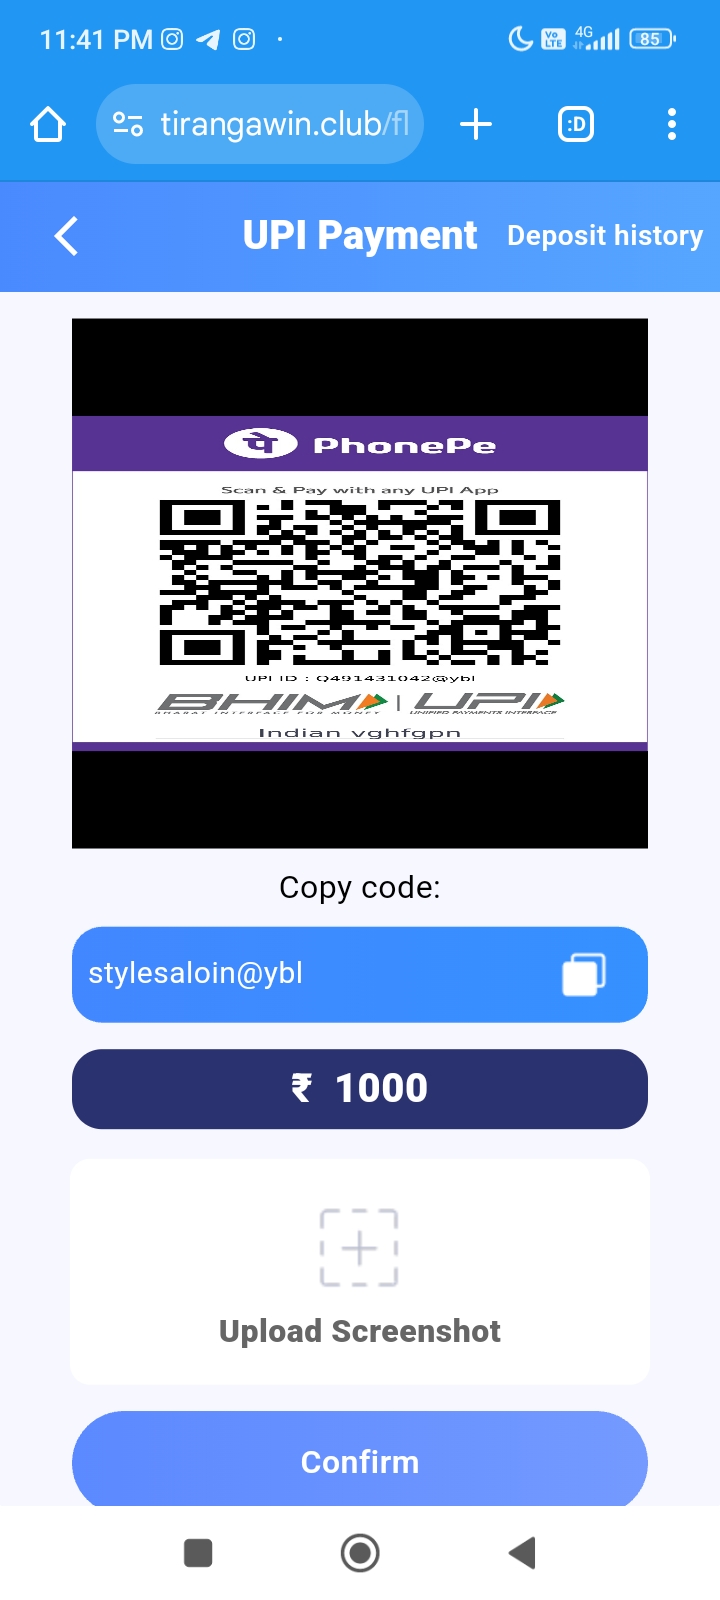 11:41 PM
Vo LTE 4G 85
tirangawin.club/fl
:D
UPI Payment Deposit history
पे PhonePe
Scan & Pay with any UPI App
UPI ID : Q491431042@ybl
BHIM | UPI
BHARAT INTERFACE FOR MONEY UNIFIED PAYMENTS INTERFACE
Indian vghfgpn
Copy code:
stylesaloin@ybl
₹ 1000
Upload Screenshot
Confirm